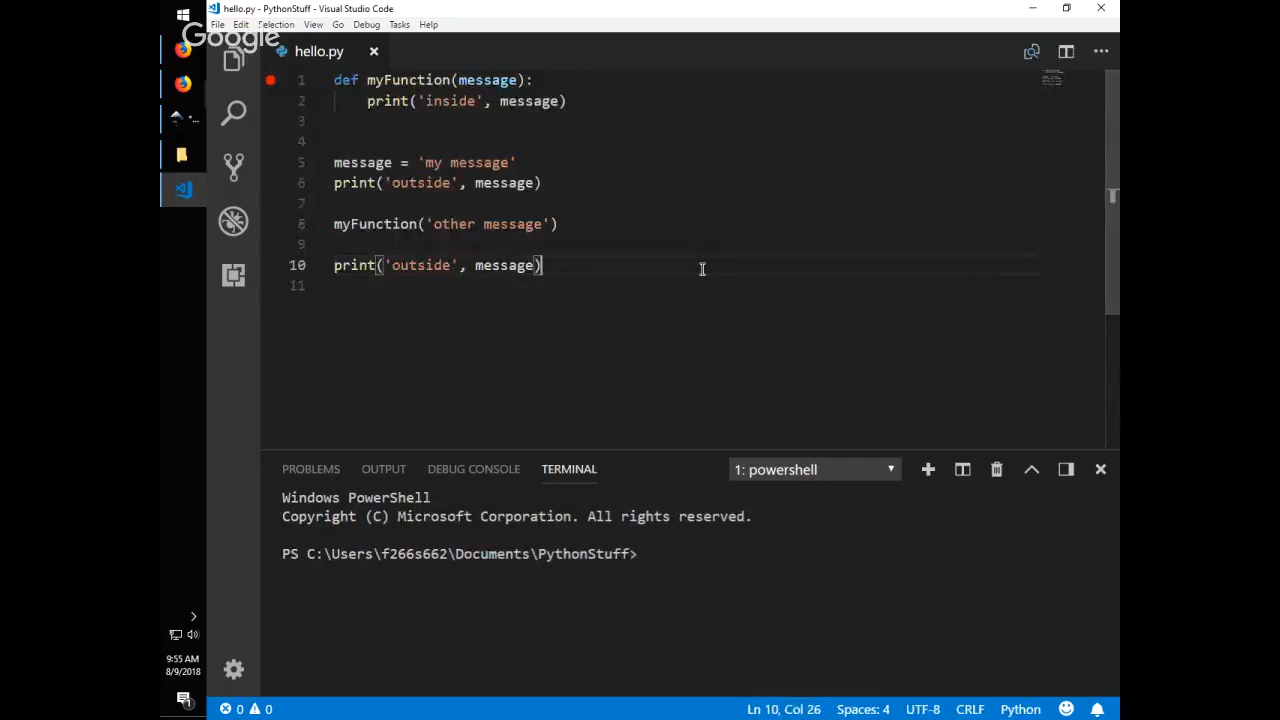 hello.py - PythonStuff - Visual Studio Code
File Edit Selection View Go Debug Tasks Help
Google
hello.py
1 def myFunction(message):
2     print('inside', message)
3
4
5 message = 'my message'
6 print('outside', message)
7
8 myFunction('other message')
9
10 print('outside', message)
11
PROBLEMS OUTPUT DEBUG CONSOLE TERMINAL 1: powershell
Windows PowerShell
Copyright (C) Microsoft Corporation. All rights reserved.
PS C:\Users\f266s662\Documents\PythonStuff>
9:55 AM
8/9/2018
1
0 0 Ln 10, Col 26 Spaces: 4 UTF-8 CRLF Python